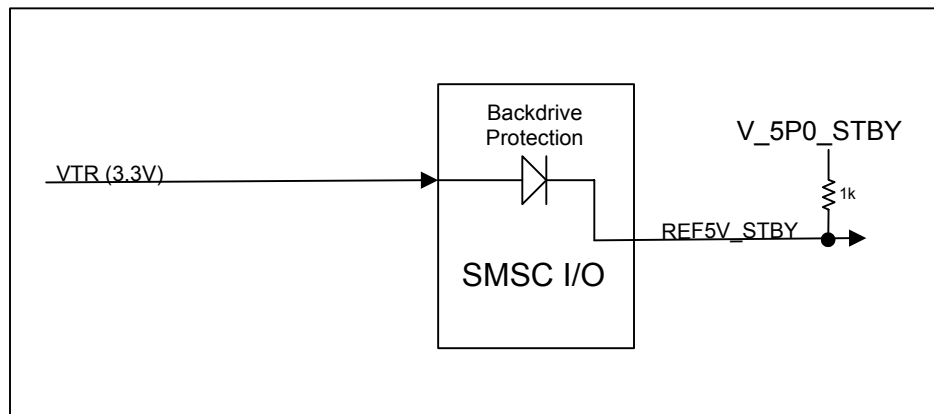 Backdrive
Protection
V_5P0_STBY
VTR (3.3V)
1k
REF5V_STBY
SMSC I/O